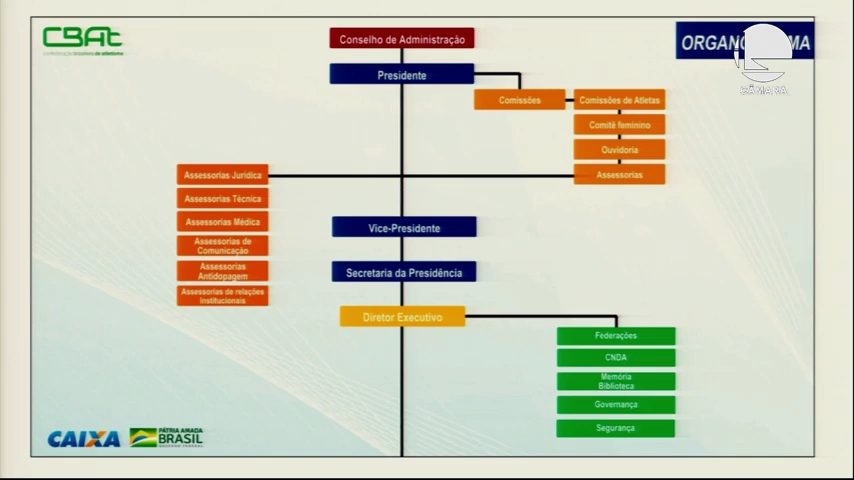 CBAt
confederação brasileira de atletismo
Conselho de Administração
CÂMARA
Presidente
Comissões
Comissões de Atletas
Comitê feminino
Ouvidoria
Assessorias
Assessorias Jurídica
Assessorias Técnica
Assessorias Médica
Assessorias de
Comunicação
Assessorias
Antidopagem
Assessorias de relações
Institucionais
Vice-Presidente
Secretaria da Presidência
Diretor Executivo
Federações
CNDA
Memória
Biblioteca
Governança
Segurança
CAIXA
PÁTRIA AMADA
BRASIL
GOVERNO FEDERAL